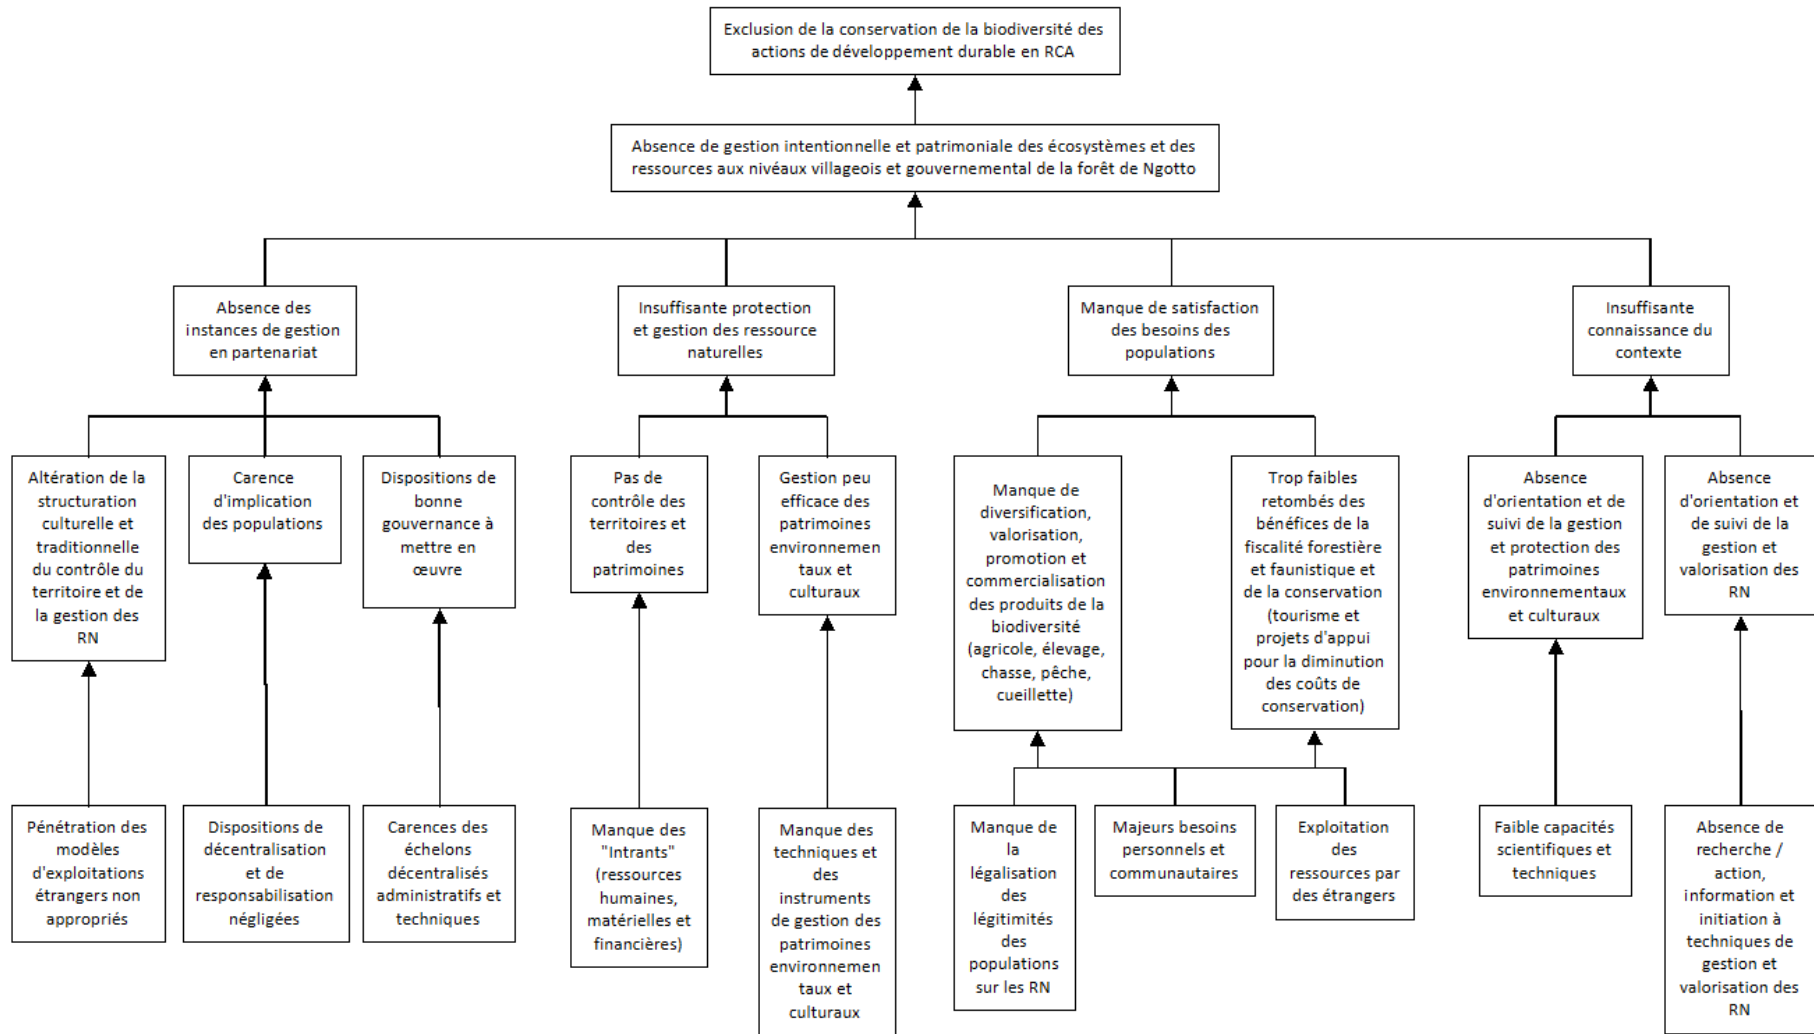 Exclusion de la conservation de la biodiversité des
actions de développement durable en RCA
Absence de gestion intentionnelle et patrimoniale des écosystèmes et des
ressources aux nivéaux villageois et gouvernemental de la forêt de Ngotto
Absence des
instances de gestion
en partenariat
Insuffisante protection
et gestion des ressource
naturelles
Manque de satisfaction
des besoins des
populations
Insuffisante
connaissance du
contexte
Altération de la
structuration
culturelle et
traditionnelle
du contrôle du
territoire et de
la gestion des
RN
Carence
d'implication
des populations
Dispositions de
bonne
gouvernance à
mettre en
œuvre
Pas de
contrôle des
territoires et
des
patrimoines
Gestion peu
efficace des
patrimoines
environnemen
taux et
culturaux
Manque de
diversification,
valorisation,
promotion et
commercialisation
des produits de la
biodiversité
(agricole, élevage,
chasse, pêche,
cueillette)
Trop faibles
retombés des
bénéfices de la
fiscalité forestière
et faunistique et
de la conservation
(tourisme et
projets d'appui
pour la diminution
des coûts de
conservation)
Absence
d'orientation et de
suivi de la gestion
et protection des
patrimoines
environnementaux
et culturaux
Absence
d'orientation et
de suivi de la
gestion et
valorisation des
RN
Pénétration des
modèles
d'exploitations
étrangers non
appropriés
Dispositions de
décentralisation
et de
responsabilisation
négligées
Carences des
échelons
décentralisés
administratifs et
techniques
Manque des
"Intrants"
(ressources
humaines,
matérielles et
financières)
Manque des
techniques et
des
instruments
de gestion des
patrimoines
environnemen
taux et
culturaux
Manque de
la
légalisation
des
légitimités
des
populations
sur les RN
Majeurs besoins
personnels et
communautaires
Exploitation
des
ressources par
des étrangers
Faible capacités
scientifiques et
techniques
Absence de
recherche /
action,
information et
initiation à
techniques de
gestion et
valorisation des
RN